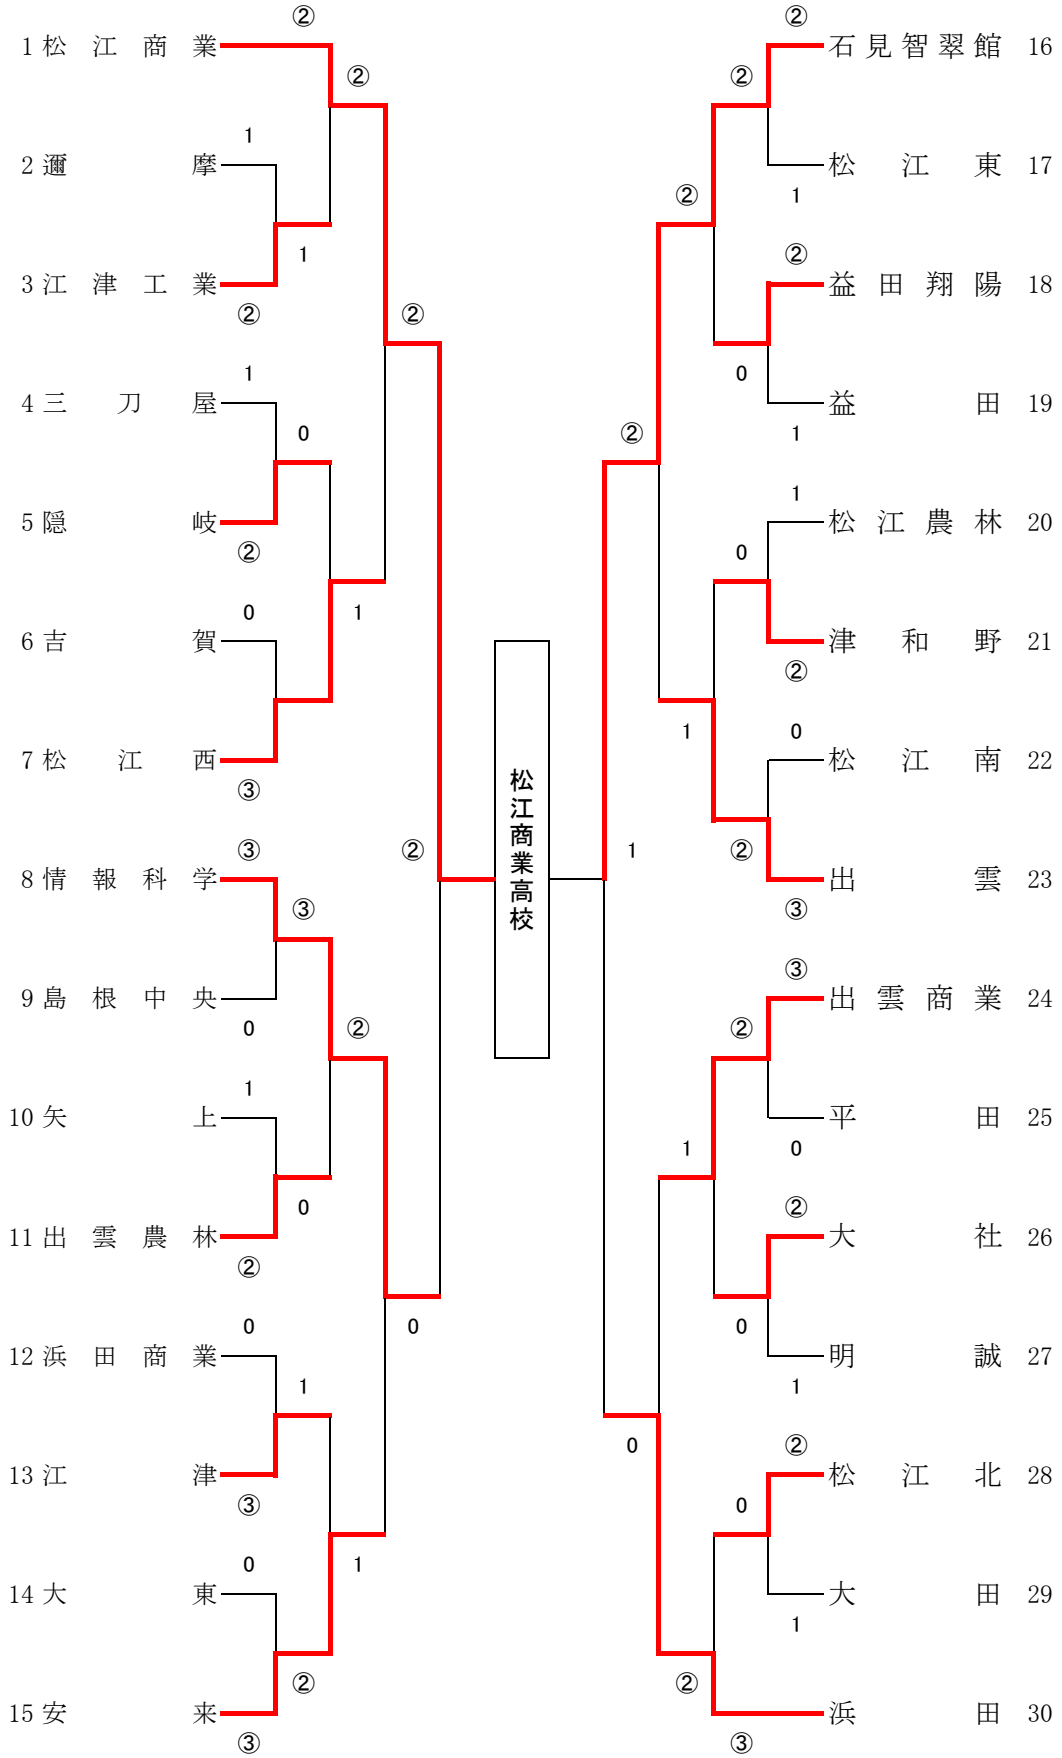 ②
1 松江商業
②
1
2 邇摩
1
3 江津工業
②
②
1
4 三刀屋
0
5 隠岐
②
0
1
6 吉賀
7 松江西
③
③
②
8 情報科学
③
9 島根中央
0
②
1
10 矢上
0
11 出雲農林
②
0
0
12 浜田商業
1
13 江津
③
0
1
14 大東
②
15 安来
③
松江商業高校
②
石見智翠館 16
②
松江東 17
1
②
②
益田翔陽 18
0
益田 19
1
②
1
松江農林 20
0
津和野 21
②
1
0
松江南 22
②
1
出雲 23
③
③
出雲商業 24
②
平田 25
0
1
②
大社 26
0
明誠 27
1
0
②
松江北 28
0
大田 29
1
②
浜田 30
③